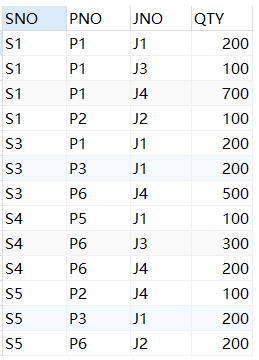 SNO PNO JNO QTY
S1 P1 J1 200
S1 P1 J3 100
S1 P1 J4 700
S1 P2 J2 100
S3 P1 J1 200
S3 P3 J1 200
S3 P6 J4 500
S4 P5 J1 100
S4 P6 J3 300
S4 P6 J4 200
S5 P2 J4 100
S5 P3 J1 200
S5 P6 J2 200